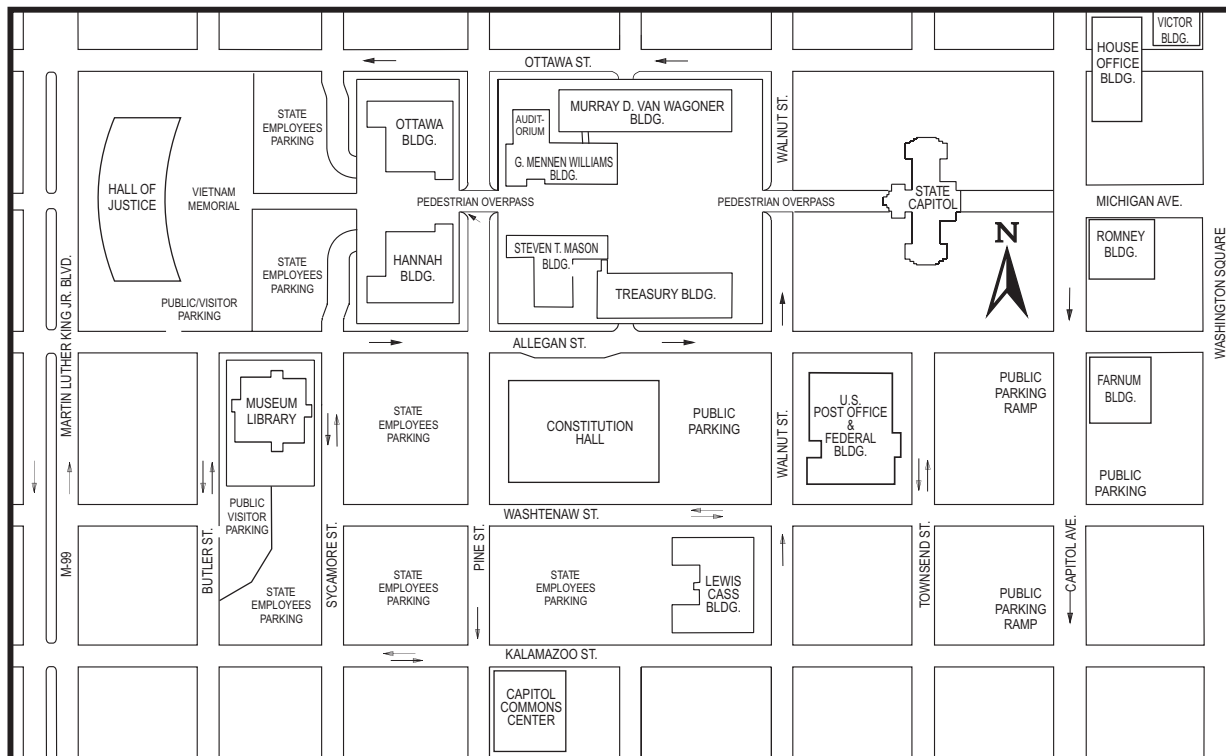 VICTOR
BLDG.
HOUSE
OFFICE
BLDG.
OTTAWA ST.
STATE
EMPLOYEES
PARKING
OTTAWA
BLDG.
AUDIT-
ORIUM
MURRAY D. VAN WAGONER
BLDG.
G. MENNEN WILLIAMS
BLDG.
WALNUT ST.
HALL OF
JUSTICE
VIETNAM
MEMORIAL
PEDESTRIAN OVERPASS
PEDESTRIAN OVERPASS
STATE
CAPITOL
MICHIGAN AVE.
N
ROMNEY
BLDG.
WASHINGTON SQUARE
STATE
EMPLOYEES
PARKING
HANNAH
BLDG.
STEVEN T. MASON
BLDG.
TREASURY BLDG.
PUBLIC/VISITOR
PARKING
MARTIN LUTHER KING JR. BLVD.
ALLEGAN ST.
MUSEUM
LIBRARY
STATE
EMPLOYEES
PARKING
CONSTITUTION
HALL
PUBLIC
PARKING
WALNUT ST.
U.S.
POST OFFICE
&
FEDERAL
BLDG.
PUBLIC
PARKING
RAMP
FARNUM
BLDG.
PUBLIC
PARKING
PUBLIC
VISITOR
PARKING
WASHTENAW ST.
M-99
BUTLER ST.
STATE
EMPLOYEES
PARKING
SYCAMORE ST.
STATE
EMPLOYEES
PARKING
PINE ST.
STATE
EMPLOYEES
PARKING
LEWIS
CASS
BLDG.
TOWNSEND ST.
PUBLIC
PARKING
RAMP
CAPITOL AVE.
KALAMAZOO ST.
CAPITOL
COMMONS
CENTER